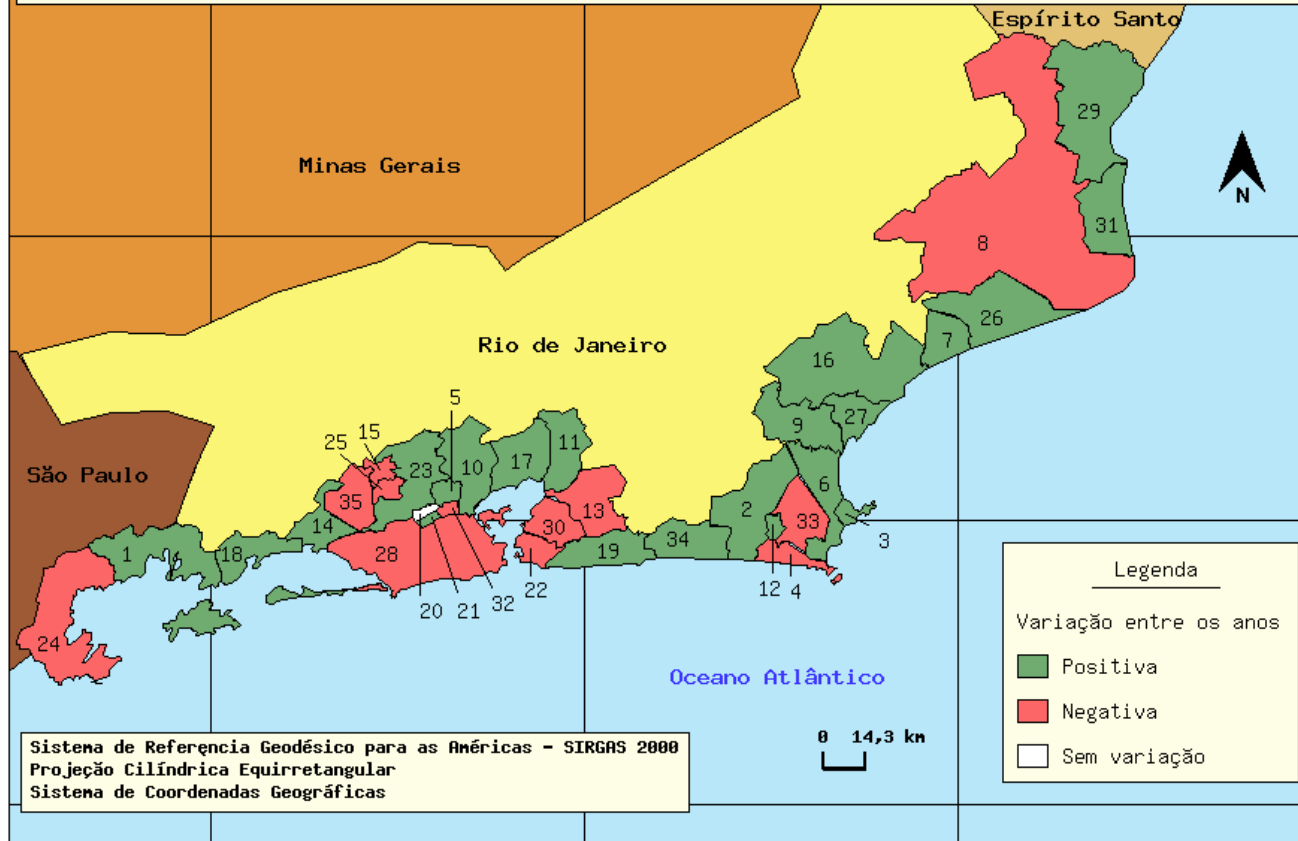 Espírito Santo
29
Minas Gerais
N
31
8
26
Rio de Janeiro
7
16
5
27
15
9
25
11
23
10
17
São Paulo
6
35
2
13
14
30
33
1
18
28
19
34
3
22
12
4
20
21
32
24
Oceano Atlântico
0 14,3 km
Legenda
Variação entre os anos
Positiva
Negativa
Sem variação
Sistema de Referęncia Geodésico para as Américas - SIRGAS 2000
Projeção Cilíndrica Equirretangular
Sistema de Coordenadas Geográficas